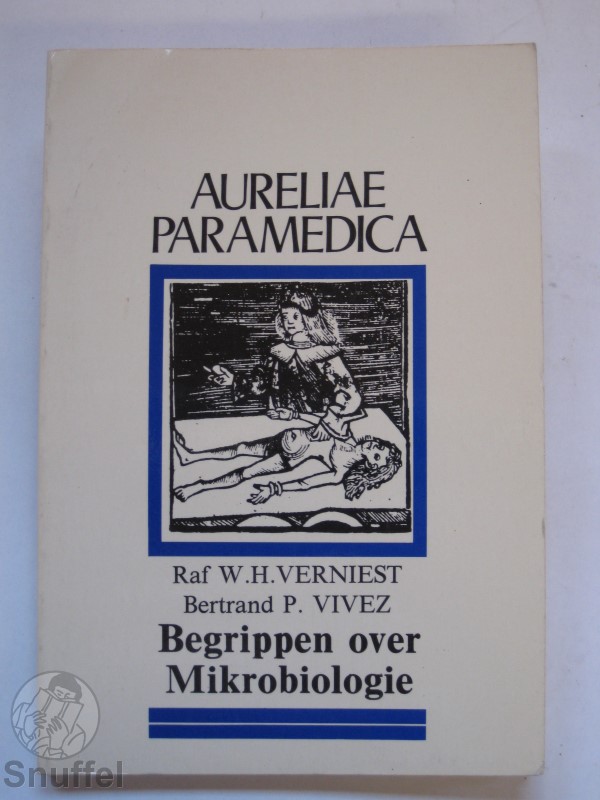 AURELIAE
PARAMEDICA
Raf W.H.VERNIEST
Bertrand P. VIVEZ
Begrippen over
Mikrobiologie
Snuffel